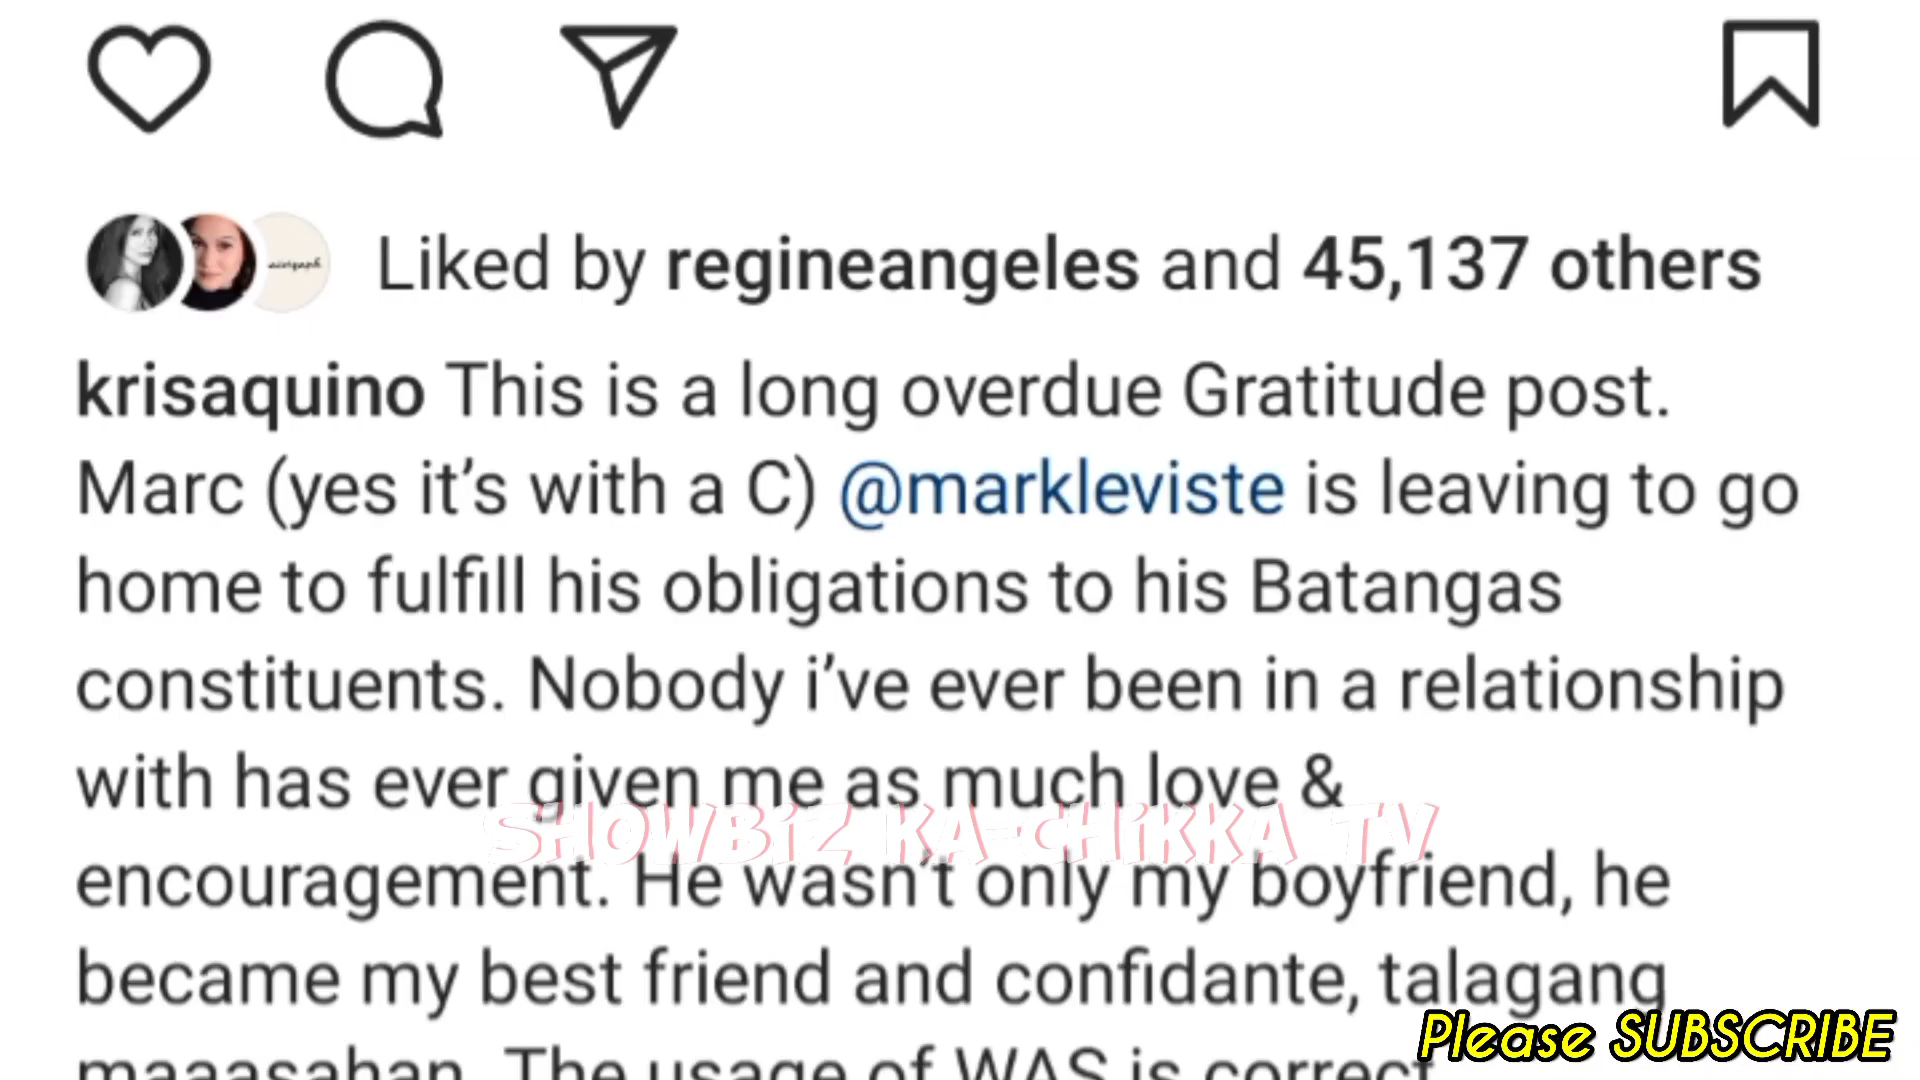 Liked by regineangeles and 45,137 others
krisaquino This is a long overdue Gratitude post.
Marc (yes it's with a C) @markleviste is leaving to go
home to fulfill his obligations to his Batangas
constituents. Nobody i've ever been in a relationship
with has ever given me as much love &
SHOWBIZ KA-CHIKKA TV
encouragement. He wasn't only my boyfriend, he
became my best friend and confidante, talagang
maaasahan. The usage of WAS is correct
Please SUBSCRIBE